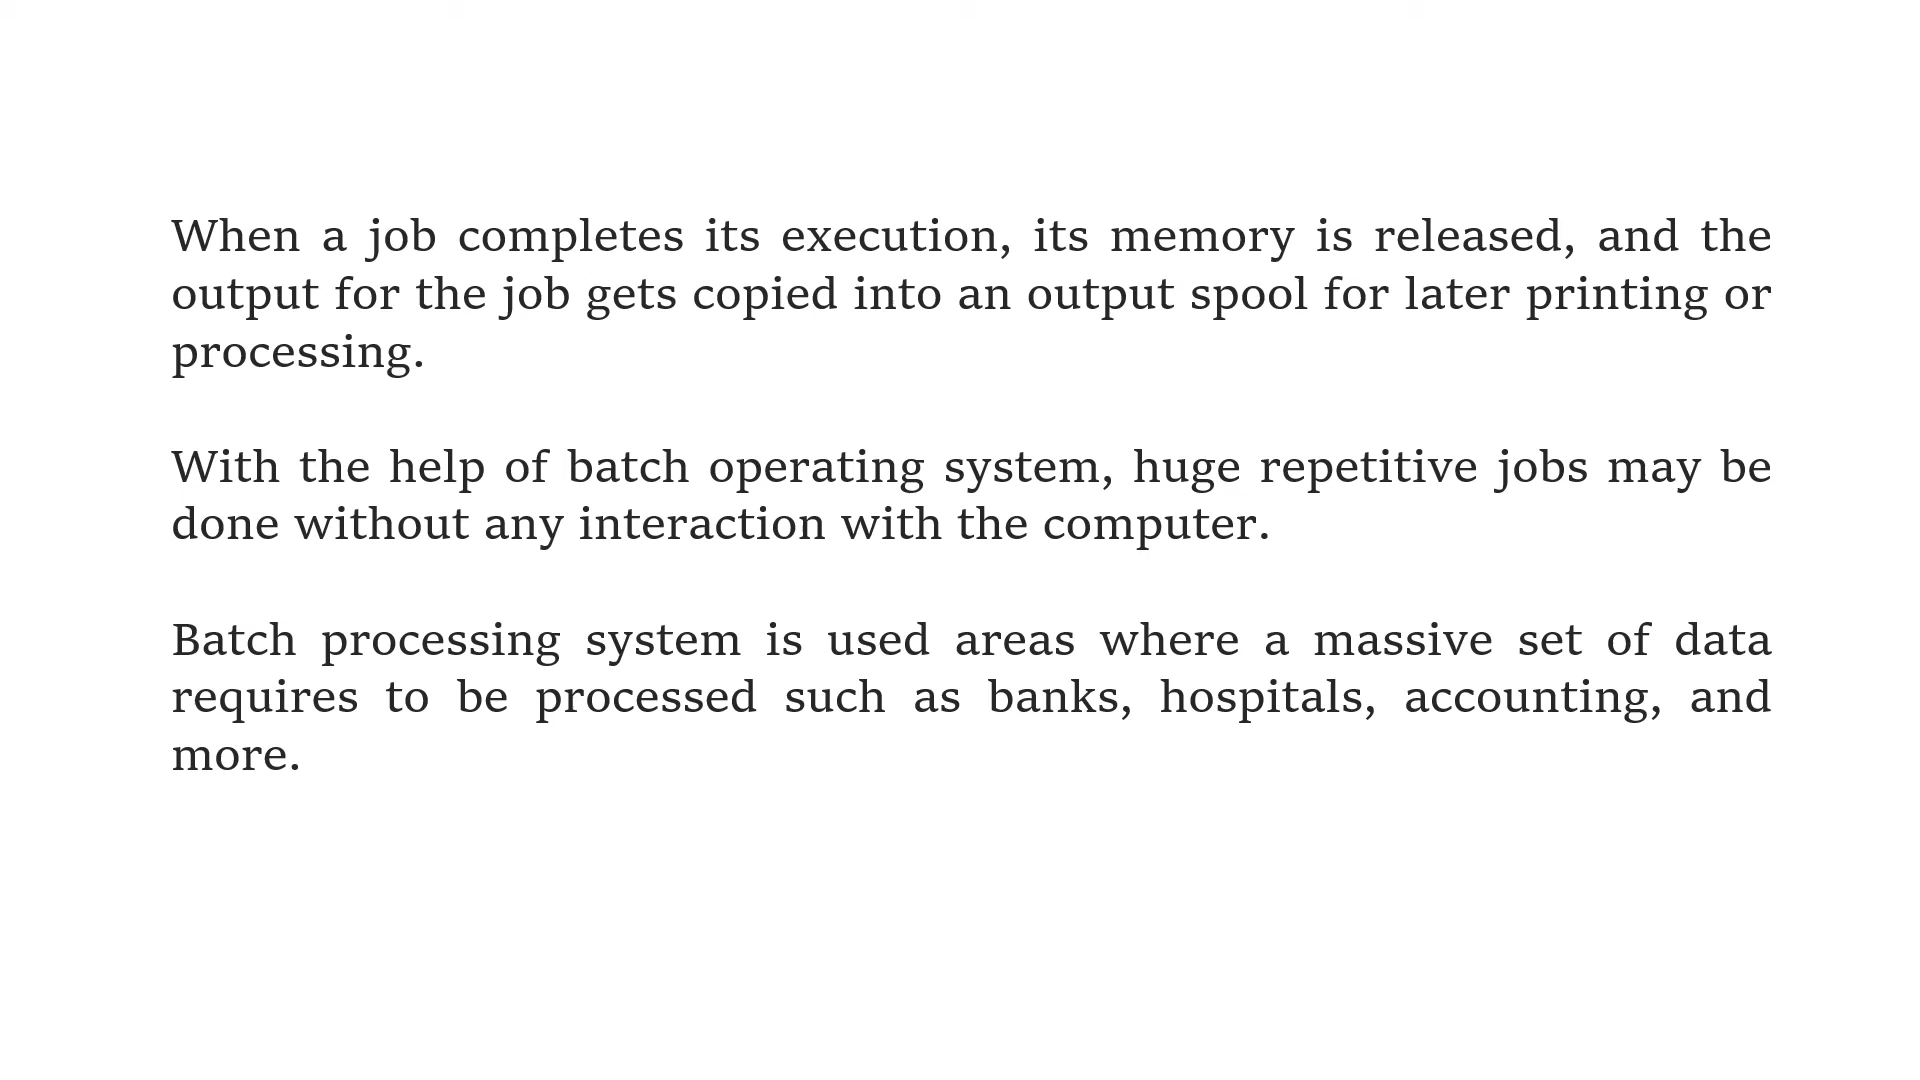 When a job completes its execution, its memory is released, and the
output for the job gets copied into an output spool for later printing or
processing.
With the help of batch operating system, huge repetitive jobs may be
done without any interaction with the computer.
Batch processing system is used areas where a massive set of data
requires to be processed such as banks, hospitals, accounting, and
more.